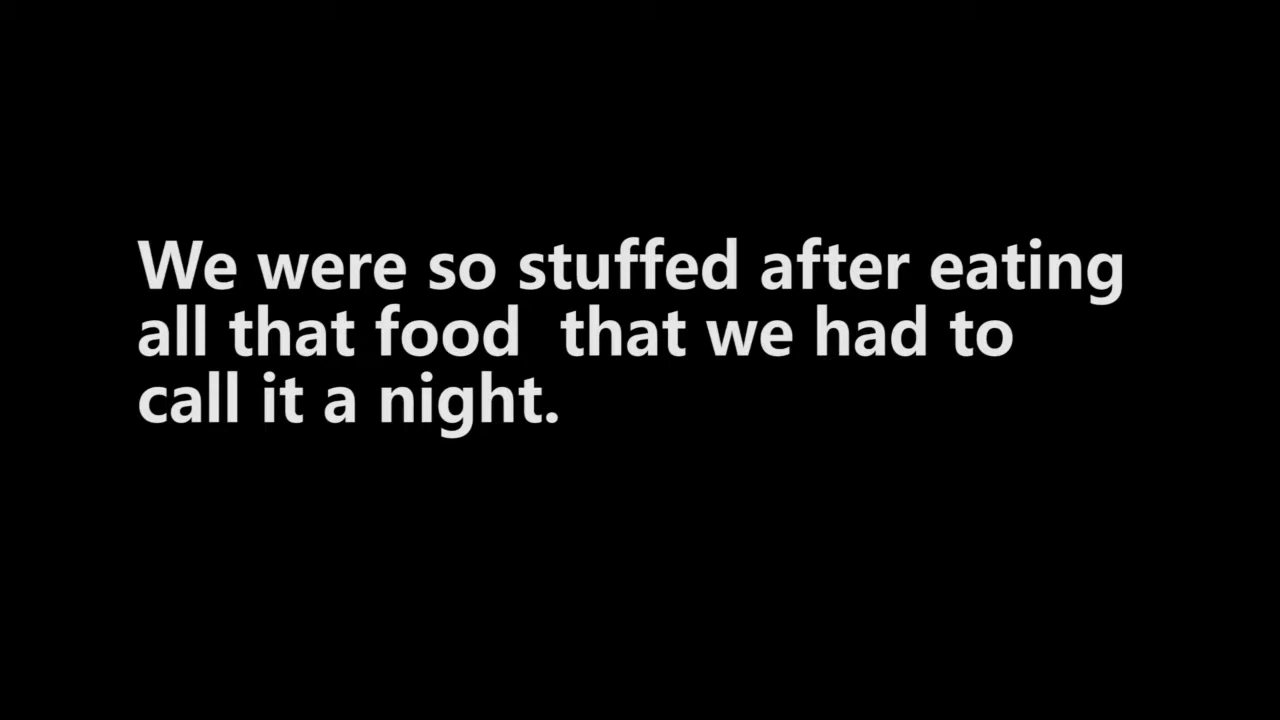 We were so stuffed after eating
all that food  that we had to
call it a night.